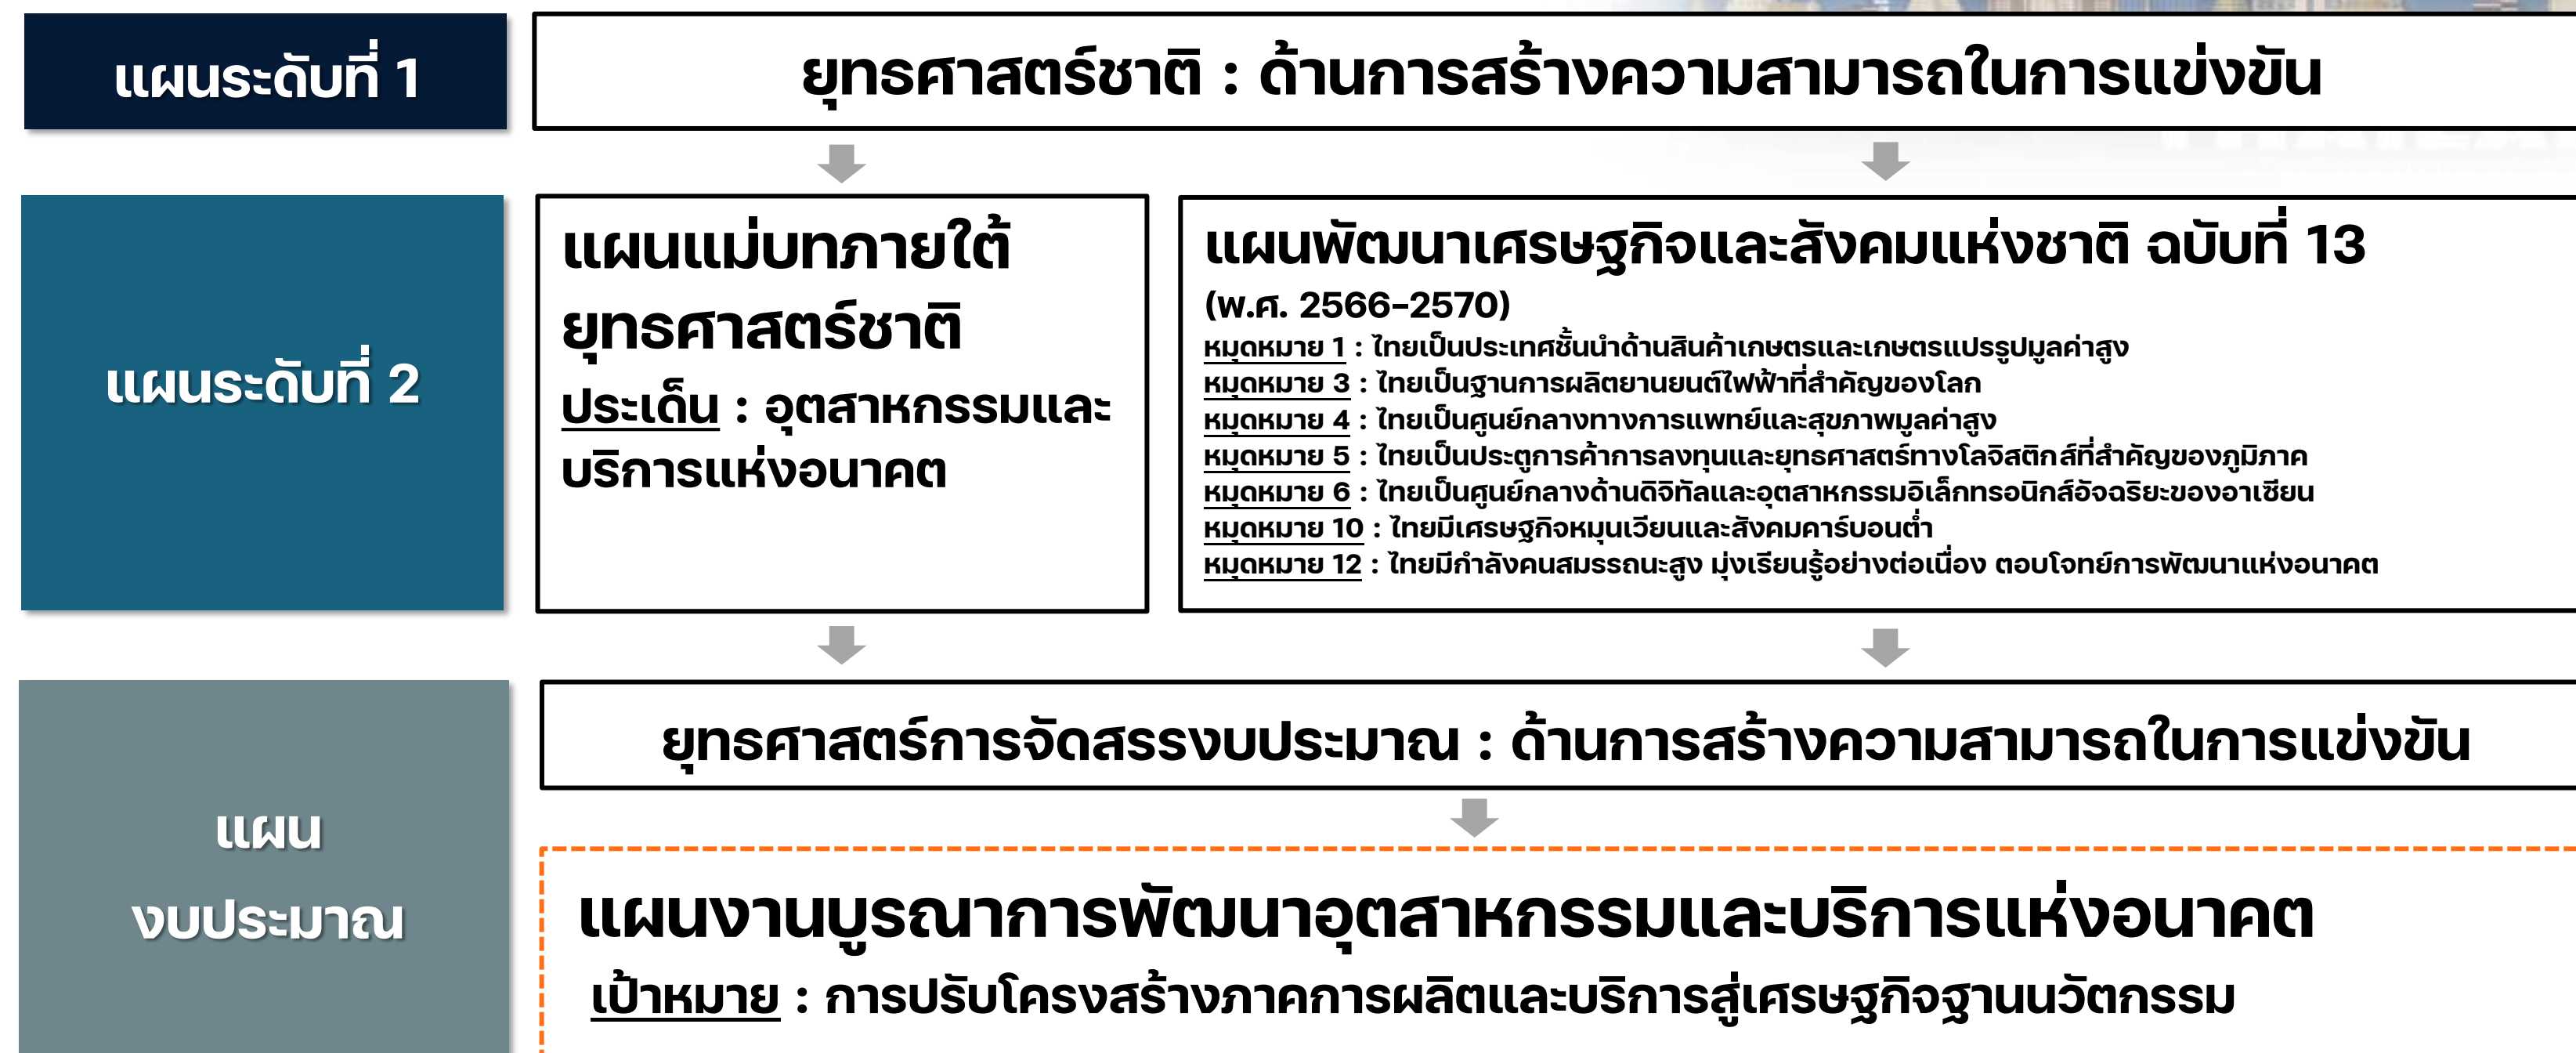 แผนระดับที่ 1
ยุทธศาสตร์ชาติ : ด้านการสร้างความสามารถในการแข่งขัน
แผนระดับที่ 2
แผนแม่บทภายใต้
ยุทธศาสตร์ชาติ
ประเด็น : อุตสาหกรรมและ
บริการแห่งอนาคต
แผนพัฒนาเศรษฐกิจและสังคมแห่งชาติ ฉบับที่ 13
(พ.ศ. 2566-2570)
หมุดหมาย 1 : ไทยเป็นประเทศชั้นนำด้านสินค้าเกษตรและเกษตรแปรรูปมูลค่าสูง
หมุดหมาย 3 : ไทยเป็นฐานการผลิตยานยนต์ไฟฟ้าที่สำคัญของโลก
หมุดหมาย 4 : ไทยเป็นศูนย์กลางทางการแพทย์และสุขภาพมูลค่าสูง
หมุดหมาย 5 : ไทยเป็นประตูการค้าการลงทุนและยุทธศาสตร์ทางโลจิสติกส์ที่สำคัญของภูมิภาค
หมุดหมาย 6 : ไทยเป็นศูนย์กลางด้านดิจิทัลและอุตสาหกรรมอิเล็กทรอนิกส์อัจฉริยะของอาเซียน
หมุดหมาย 10 : ไทยมีเศรษฐกิจหมุนเวียนและสังคมคาร์บอนต่ำ
หมุดหมาย 12 : ไทยมีกำลังคนสมรรถนะสูง มุ่งเรียนรู้อย่างต่อเนื่อง ตอบโจทย์การพัฒนาแห่งอนาคต
แผน
งบประมาณ
ยุทธศาสตร์การจัดสรรงบประมาณ : ด้านการสร้างความสามารถในการแข่งขัน
แผนงานบูรณาการพัฒนาอุตสาหกรรมและบริการแห่งอนาคต
เป้าหมาย : การปรับโครงสร้างภาคการผลิตและบริการสู่เศรษฐกิจฐานนวัตกรรม